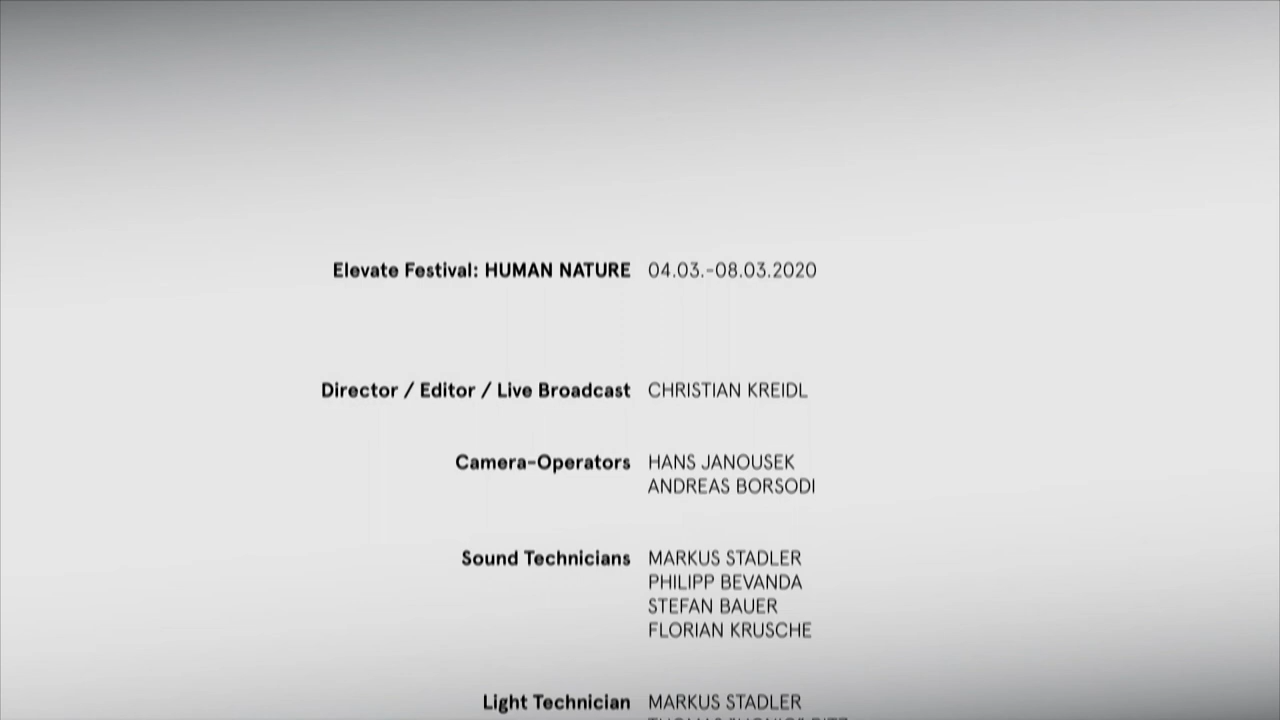 Elevate Festival: HUMAN NATURE 04.03.-08.03.2020
Director / Editor / Live Broadcast CHRISTIAN KREIDL
Camera-Operators HANS JANOUSEK
ANDREAS BORSODI
Sound Technicians MARKUS STADLER
PHILIPP BEVANDA
STEFAN BAUER
FLORIAN KRUSCHE
Light Technician MARKUS STADLER